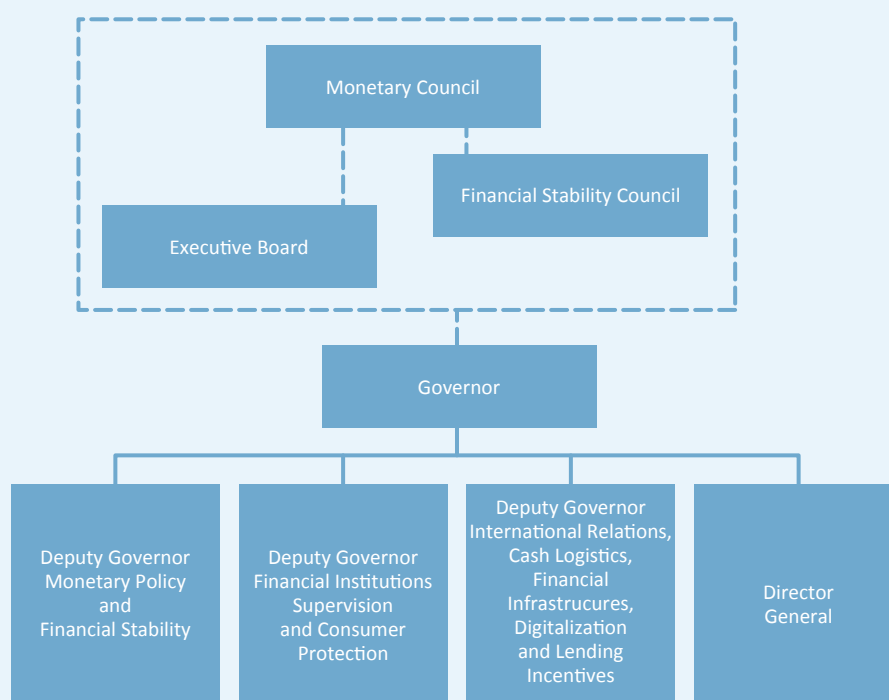 Monetary Council
Financial Stability Council
Executive Board
Governor
Deputy Governor
Monetary Policy
and
Financial Stability
Deputy Governor
Financial Institutions
Supervision
and Consumer
Protection
Deputy Governor
International Relations,
Cash Logistics,
Financial
Infrastrucures,
Digitalization
and Lending
Incentives
Director
General